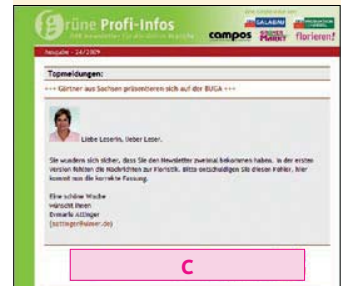 Grüne Profi-Infos
GALABAU
campos
GRÜNER MARKT
florieren!
Ausgabe - 24/2009
Topmeldungen:
+++ Gärtner aus Sachsen präsentieren sich auf der BUGA +++
Liebe Leserin, lieber Leser,
Sie wundern sich sicher, dass Sie den Newsletter zweimal bekommen haben. In der ersten
Version fehlten die Nachrichten zur Floristik. Bitte entschuldigen Sie diesen Fehler, hier
kommt nun die korrekte Fassung.
Eine schöne Woche
wünscht Ihnen
C